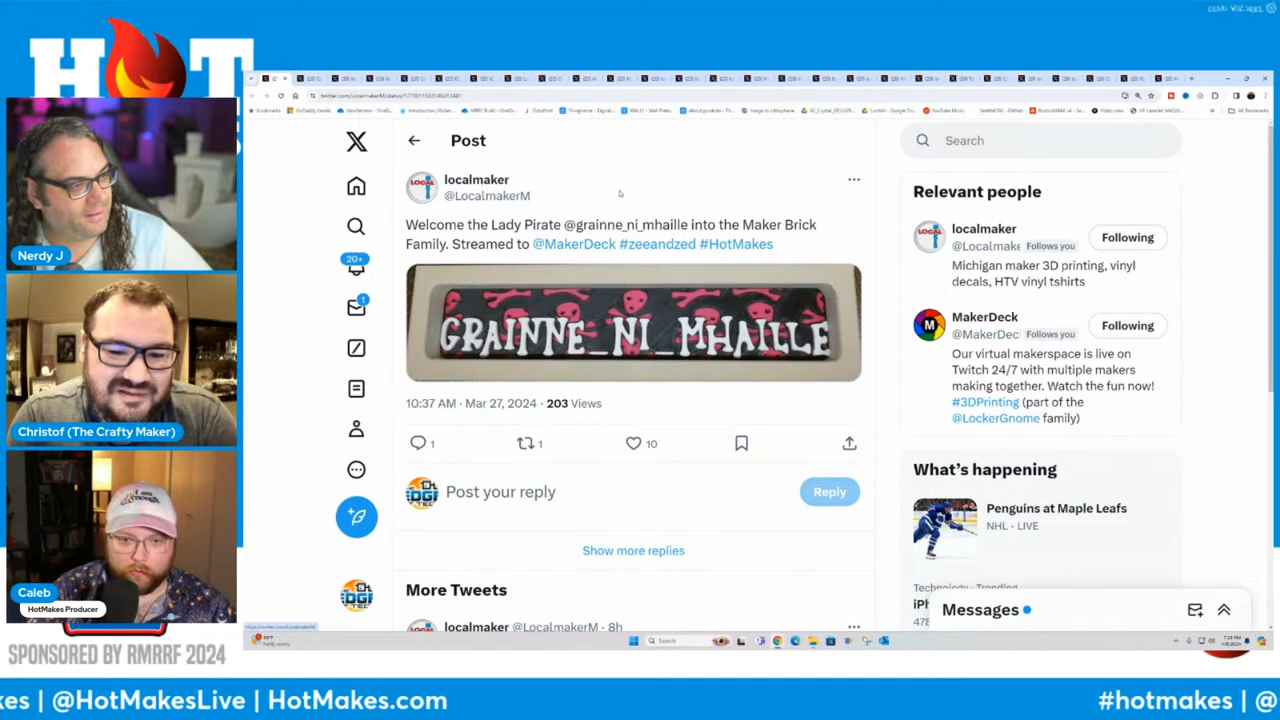 H T
Nerdy J
Christof (The Crafty Maker)
Caleb
HotMakes Producer
SPONSORED BY RMRRF 2024
Post
Search
localmaker
@LocalmakerM
Welcome the Lady Pirate @grainne_ni_mhaille into the Maker Brick
Family. Streamed to @MakerDeck #zeeandzed #HotMakes
LOCAL
GRAINNE_NI_MHAILLE
10:37 AM · Mar 27, 2024 · 203 Views
1
1
10
Post your reply
Reply
Show more replies
More Tweets
localmaker @LocalmakerM · 8h
20+
1
Relevant people
localmaker
@Localmake Follows you
Following
Michigan maker 3D printing, vinyl
decals, HTV vinyl tshirts
MakerDeck
@MakerDec Follows you
Following
Our virtual makerspace is live on
Twitch 24/7 with multiple makers
making together. Watch the fun now!
#3DPrinting (part of the
@LockerGnome family)
What's happening
Penguins at Maple Leafs
NHL · LIVE
Technology · Trending
Messages
Search
kes | @HotMakesLive | HotMakes.com
#hotmakes | @